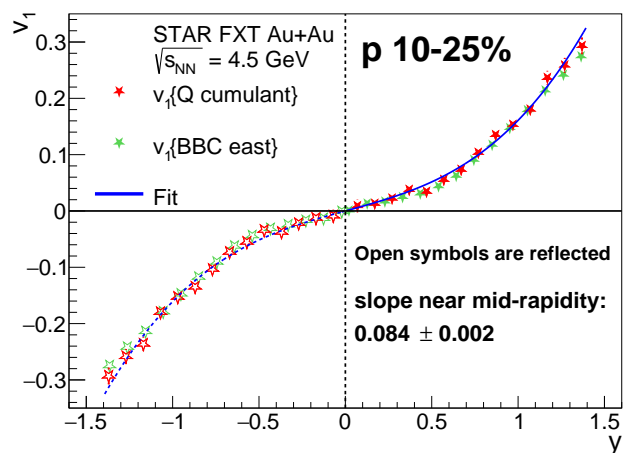 v₁
0.3
0.2
0.1
0
−0.1
−0.2
−0.3
STAR FXT Au+Au
√s_NN = 4.5 GeV
v₁{Q cumulant}
v₁{BBC east}
Fit
p 10-25%
Open symbols are reflected
slope near mid-rapidity:
0.084 ± 0.002
−1.5 −1 −0.5 0 0.5 1 1.5
y